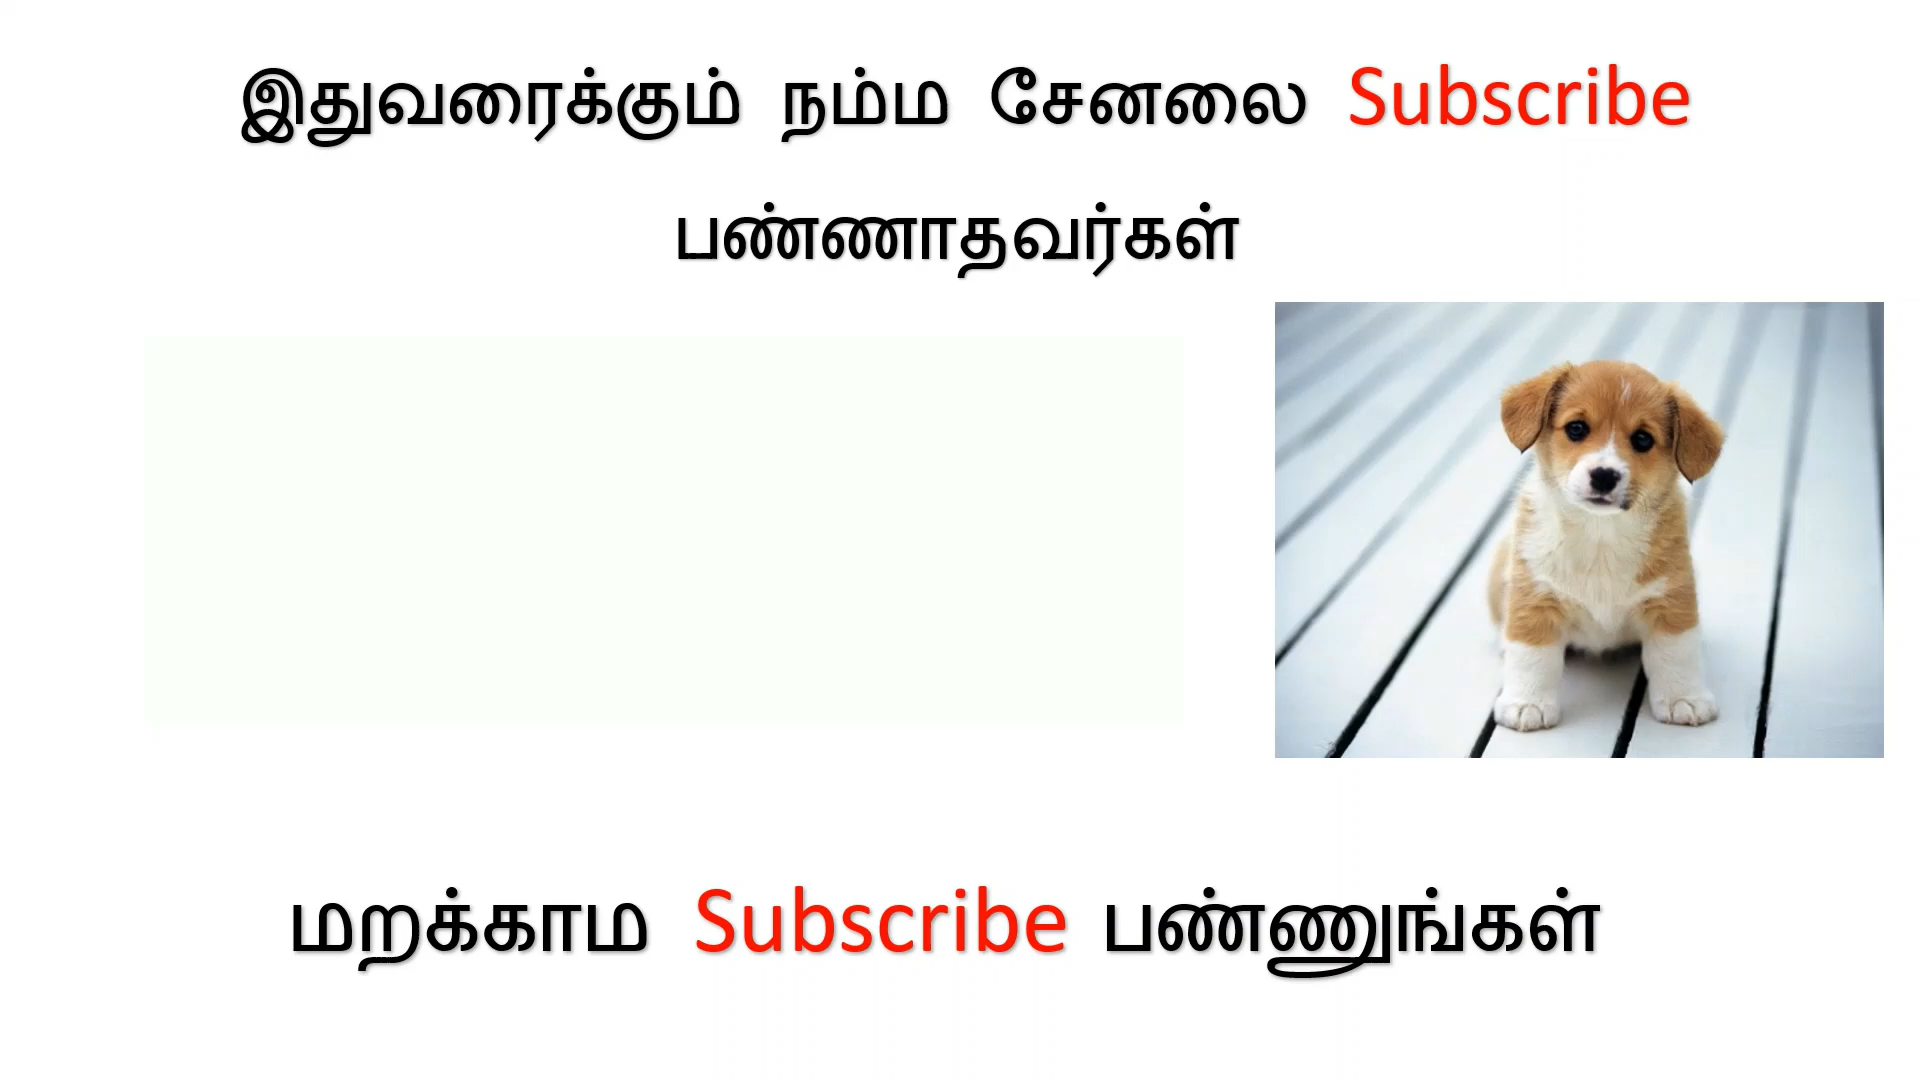 இதுவரைக்கும் நம்ம சேனலை Subscribe
பண்ணாதவர்கள்
மறக்காம Subscribe பண்ணுங்கள்